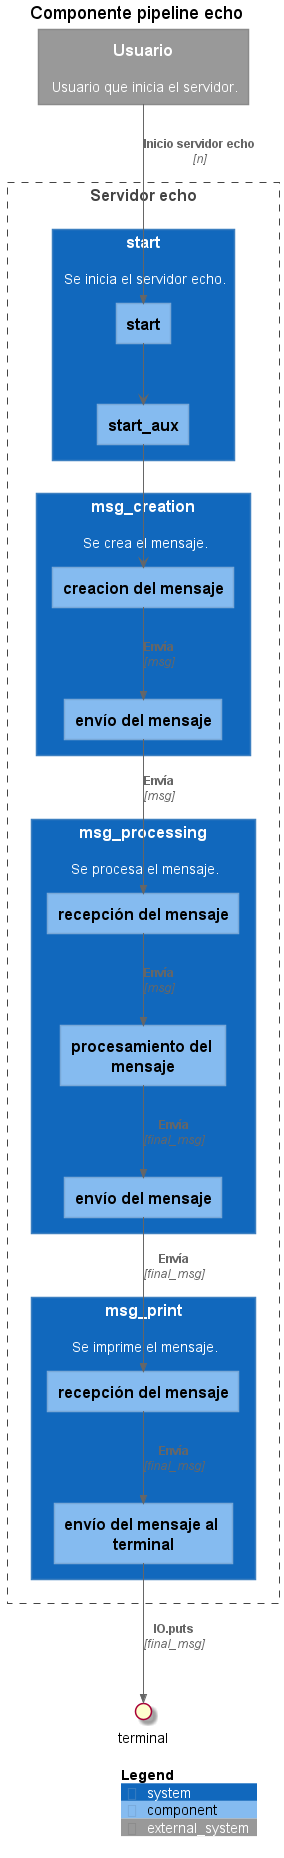 Componente pipeline echo
Usuario
Usuario que inicia el servidor.
Inicio servidor echo
[n]
Servidor echo
start
Se inicia el servidor echo.
start
start_aux
msg_creation
Se crea el mensaje.
creacion del mensaje
Envía
[msg]
envío del mensaje
Envía
[msg]
msg_processing
Se procesa el mensaje.
recepción del mensaje
Envía
[msg]
procesamiento del
mensaje
Envía
[final_msg]
envío del mensaje
Envía
[final_msg]
msg_print
Se imprime el mensaje.
recepción del mensaje
Envía
[final_msg]
envío del mensaje al
terminal
IO.puts
[final_msg]
terminal
Legend
system
component
external_system